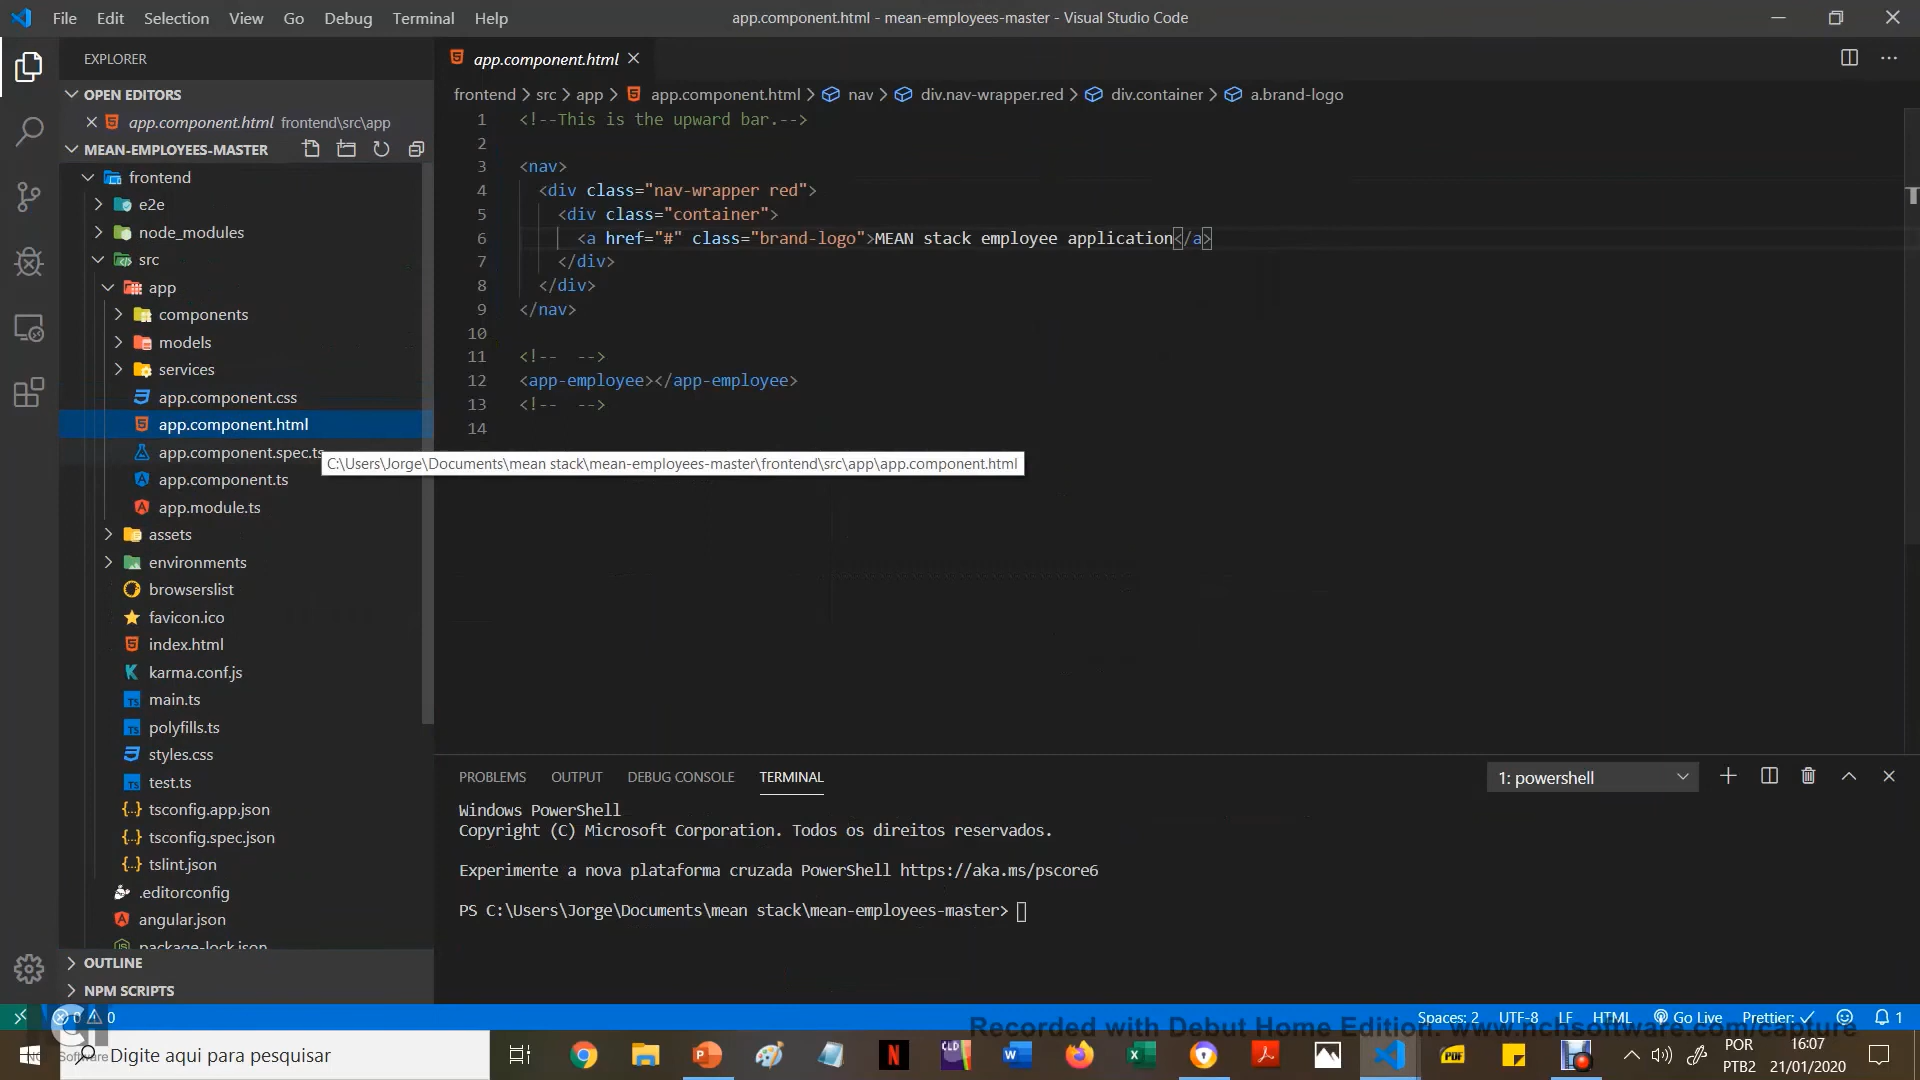 File Edit Selection View Go Debug Terminal Help
app.component.html - mean-employees-master - Visual Studio Code
EXPLORER
OPEN EDITORS
app.component.html frontend\src\app
MEAN-EMPLOYEES-MASTER
frontend
e2e
node_modules
src
app
components
models
services
app.component.css
app.component.html
app.component.spec.ts
app.component.ts
app.module.ts
assets
environments
browserslist
favicon.ico
index.html
karma.conf.js
main.ts
polyfills.ts
styles.css
test.ts
tsconfig.app.json
tsconfig.spec.json
tslint.json
.editorconfig
angular.json
package-lock.json
OUTLINE
NPM SCRIPTS
app.component.html
frontend > src > app > app.component.html > nav > div.nav-wrapper.red > div.container > a.brand-logo
1 <!--This is the upward bar.-->
2
3 <nav>
4 <div class="nav-wrapper red">
5 <div class="container">
6 <a href="#" class="brand-logo">MEAN stack employee application</a>
7 </div>
8 </div>
9 </nav>
10
11 <!-- -->
12 <app-employee></app-employee>
13 <!-- -->
14
C:\Users\Jorge\Documents\mean stack\mean-employees-master\frontend\src\app\app.component.html
PROBLEMS OUTPUT DEBUG CONSOLE TERMINAL
1: powershell
Windows PowerShell
Copyright (C) Microsoft Corporation. Todos os direitos reservados.
Experimente a nova plataforma cruzada PowerShell https://aka.ms/pscore6
PS C:\Users\Jorge\Documents\mean stack\mean-employees-master>
0 0
Spaces: 2 UTF-8 LF HTML Go Live Prettier: ✓ 1
Recorded with Debut Home Edition. www.nchsoftware.com/capture
Software
Digite aqui para pesquisar
POR
PTB2
16:07
21/01/2020